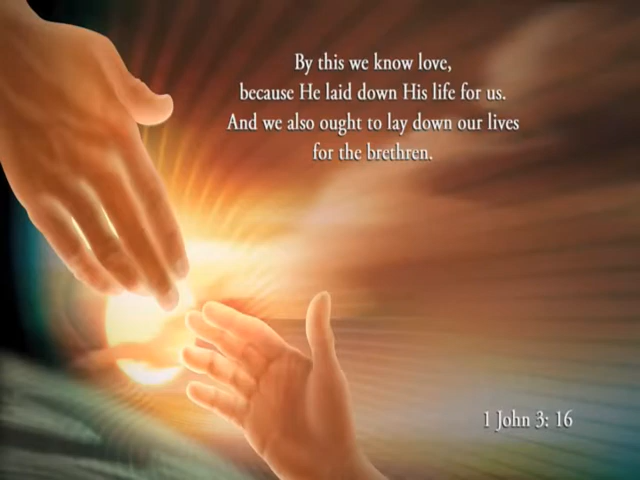 By this we know love,
because He laid down His life for us.
And we also ought to lay down our lives
for the brethren.
1 John 3: 16